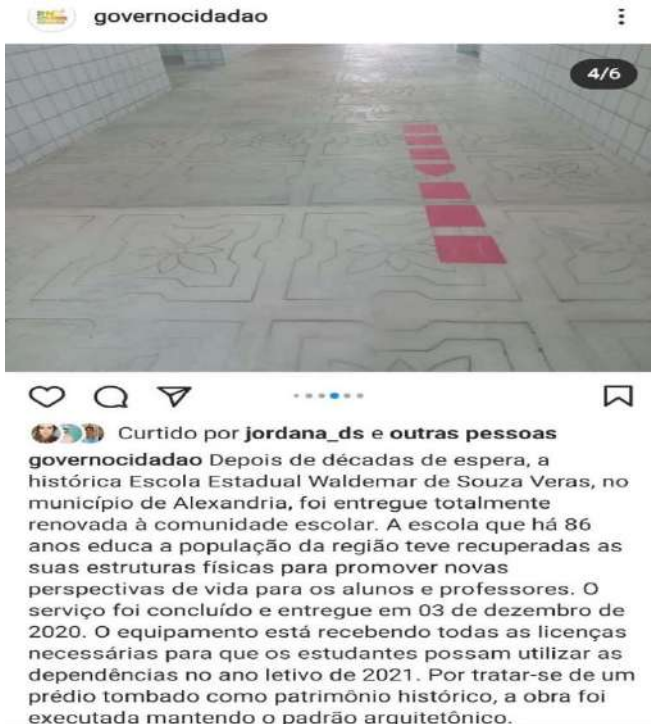 governocidadao
4/6
Curtido por jordana_ds e outras pessoas
governocidadao Depois de décadas de espera, a
histórica Escola Estadual Waldemar de Souza Veras, no
município de Alexandria, foi entregue totalmente
renovada à comunidade escolar. A escola que há 86
anos educa a população da região teve recuperadas as
suas estruturas físicas para promover novas
perspectivas de vida para os alunos e professores. O
serviço foi concluído e entregue em 03 de dezembro de
2020. O equipamento está recebendo todas as licenças
necessárias para que os estudantes possam utilizar as
dependências no ano letivo de 2021. Por tratar-se de um
prédio tombado como patrimônio histórico, a obra foi
executada mantendo o padrão arquitetônico.